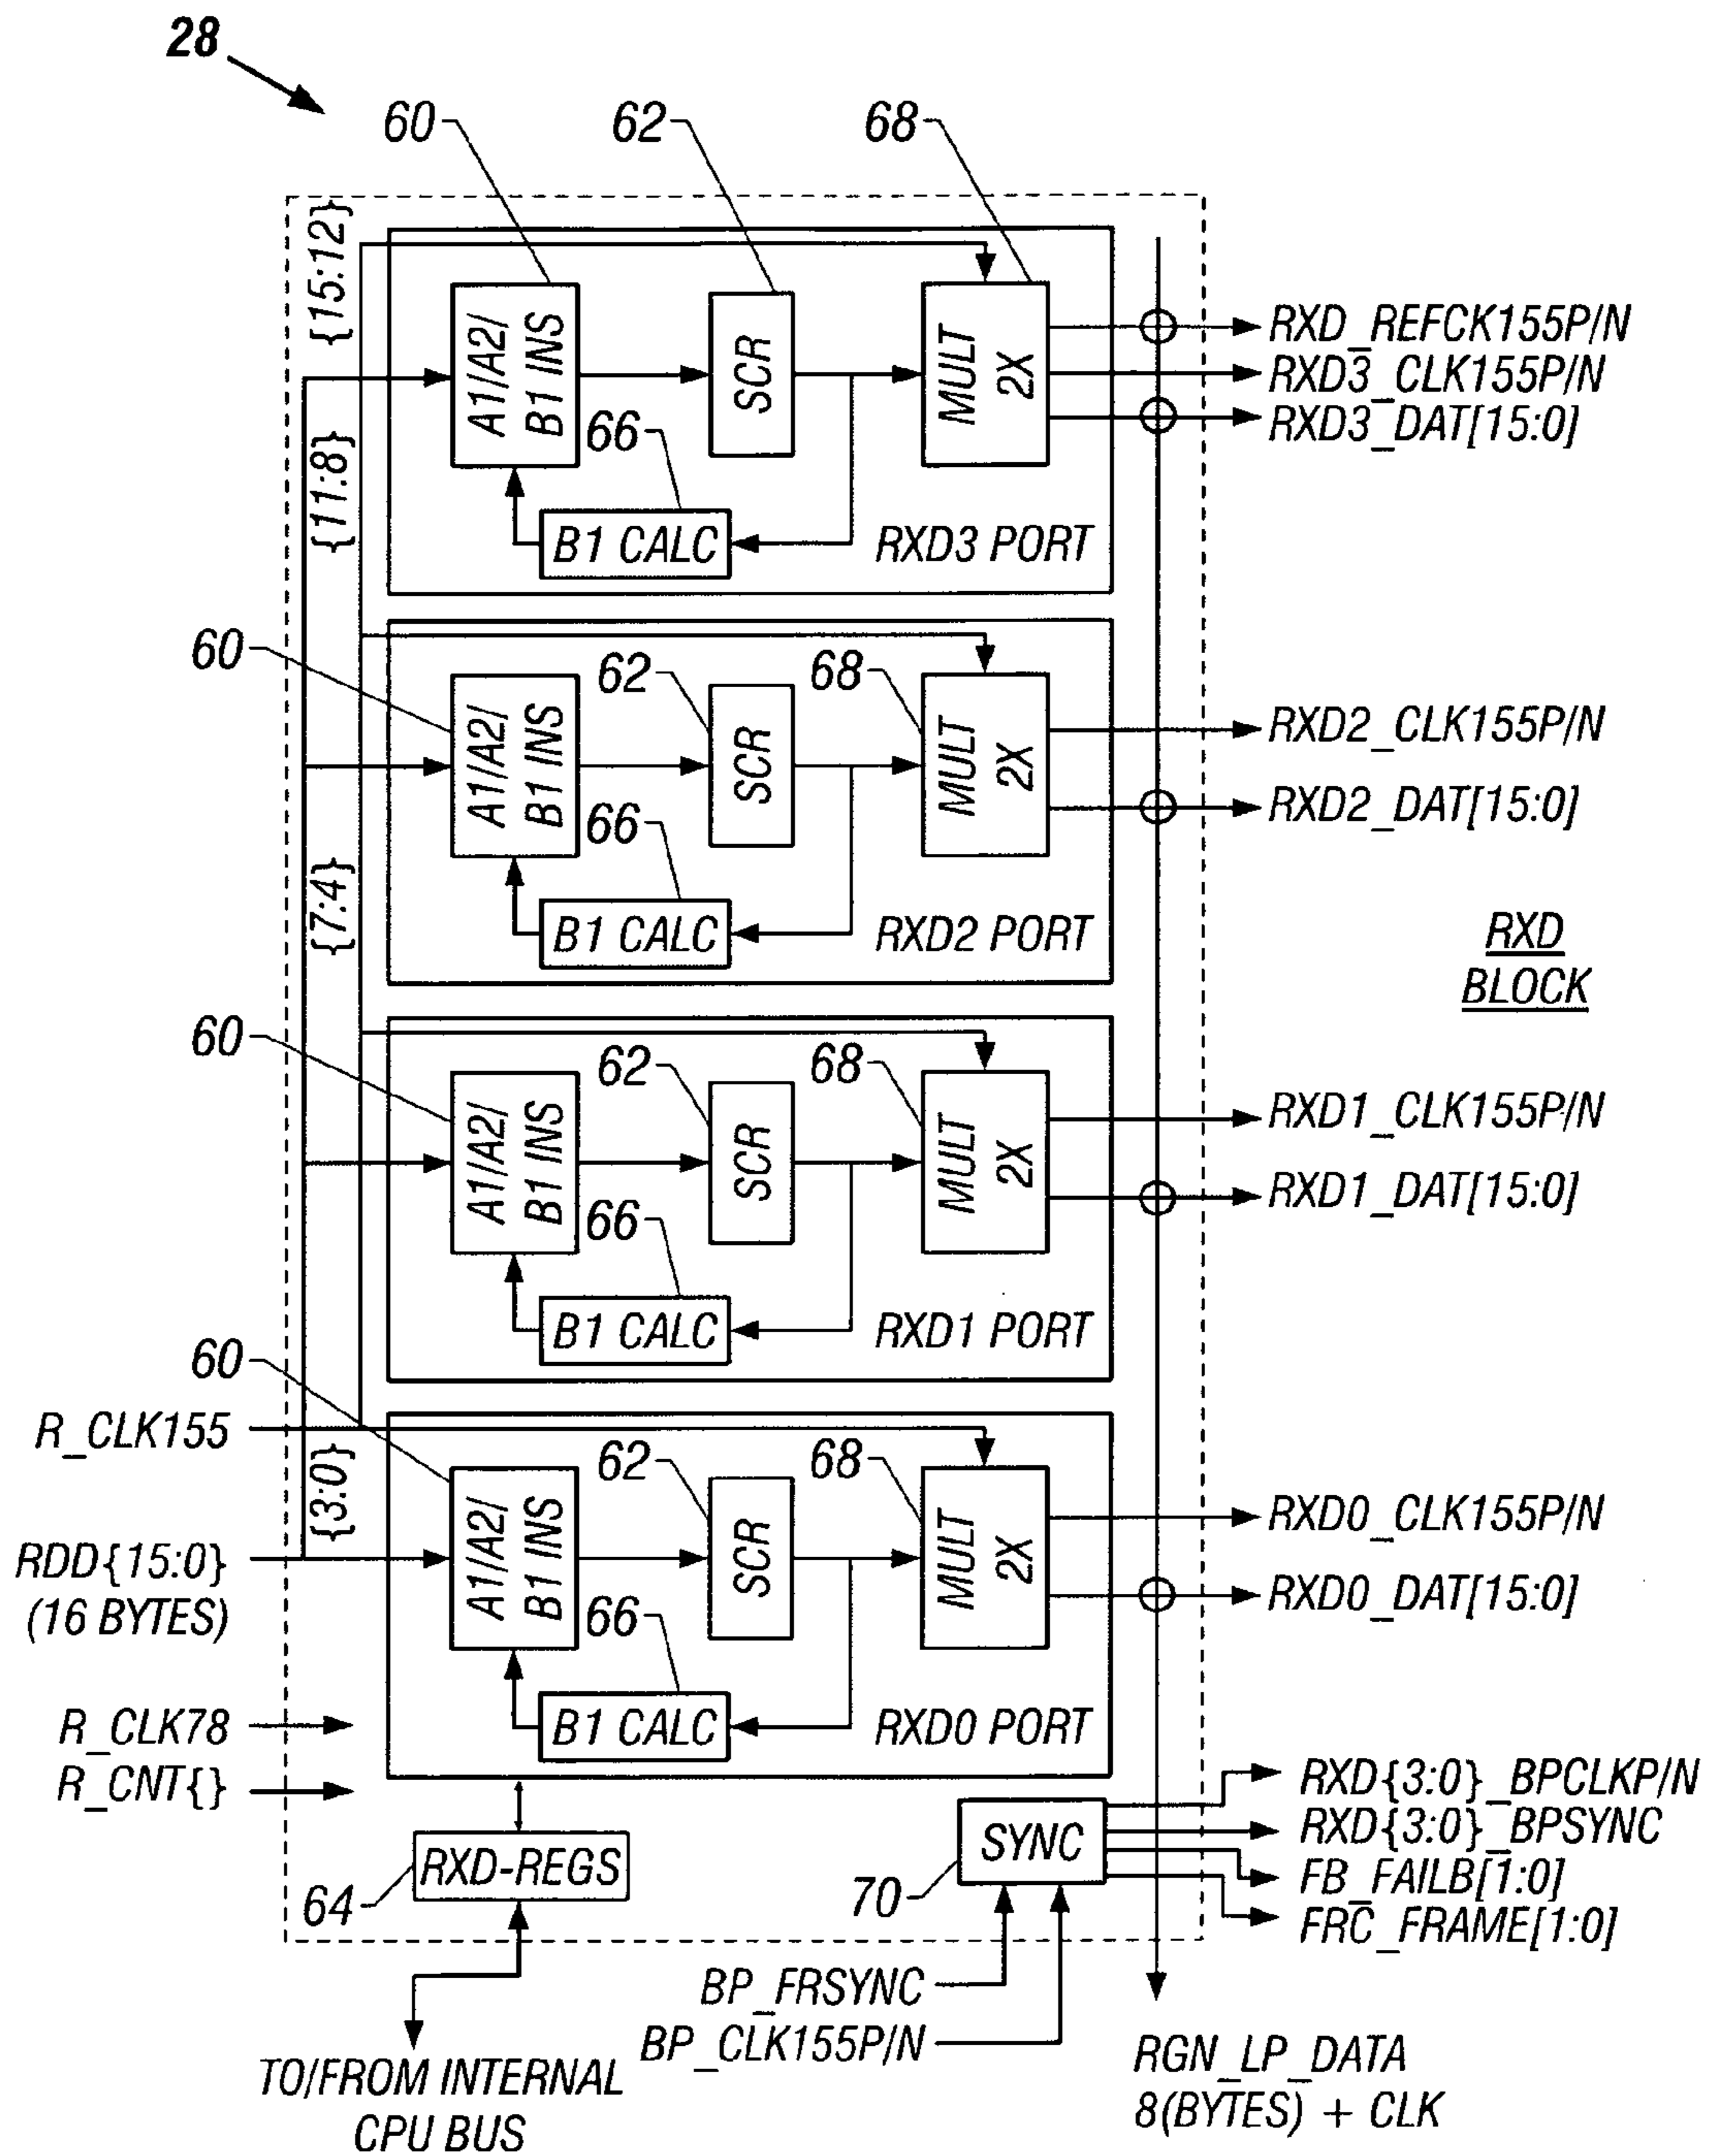 28
60
62
68
{15:12}
A1/A2/
B1 INS
SCR
MULT
2X
RXD_REFCK155P/N
RXD3_CLK155P/N
RXD3_DAT[15:0]
{11:8}
66
B1 CALC
RXD3 PORT
60
62
68
A1/A2/
B1 INS
SCR
MULT
2X
RXD2_CLK155P/N
RXD2_DAT[15:0]
{7:4}
66
B1 CALC
RXD2 PORT
RXD
BLOCK
60
62
68
A1/A2/
B1 INS
SCR
MULT
2X
RXD1_CLK155P/N
RXD1_DAT[15:0]
66
B1 CALC
RXD1 PORT
60
R_CLK155
{3:0}
62
68
A1/A2/
B1 INS
SCR
MULT
2X
RXD0_CLK155P/N
RXD0_DAT[15:0]
RDD{15:0}
(16 BYTES)
66
B1 CALC
RXD0 PORT
R_CLK78
R_CNT{}
RXD{3:0}_BPCLKP/N
RXD{3:0}_BPSYNC
FB_FAILB[1:0]
FRC_FRAME[1:0]
SYNC
70
RXD-REGS
64
BP_FRSYNC
BP_CLK155P/N
TO/FROM INTERNAL
CPU BUS
RGN_LP_DATA
8(BYTES) + CLK